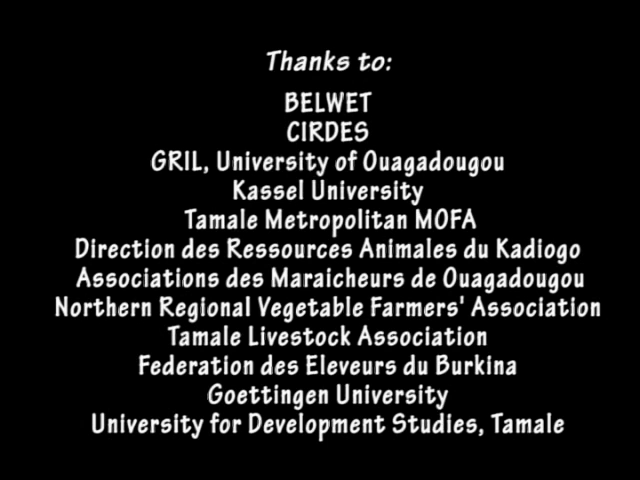 Thanks to:
BELWET
CIRDES
GRIL, University of Ouagadougou
Kassel University
Tamale Metropolitan MOFA
Direction des Ressources Animales du Kadiogo
Associations des Maraicheurs de Ouagadougou
Northern Regional Vegetable Farmers' Association
Tamale Livestock Association
Federation des Eleveurs du Burkina
Goettingen University
University for Development Studies, Tamale